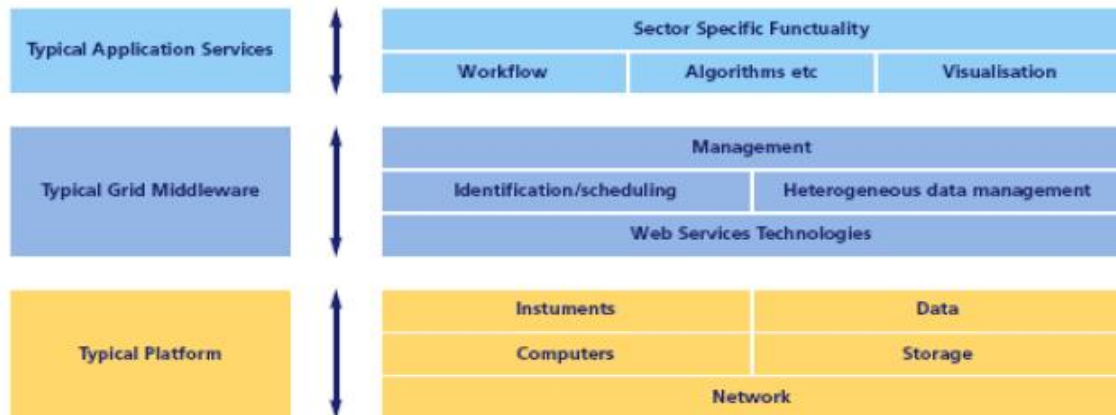 Typical Application Services
Sector Specific Functuality
Workflow
Algorithms etc
Visualisation
Typical Grid Middleware
Management
Identification/scheduling
Heterogeneous data management
Web Services Technologies
Typical Platform
Instuments
Data
Computers
Storage
Network